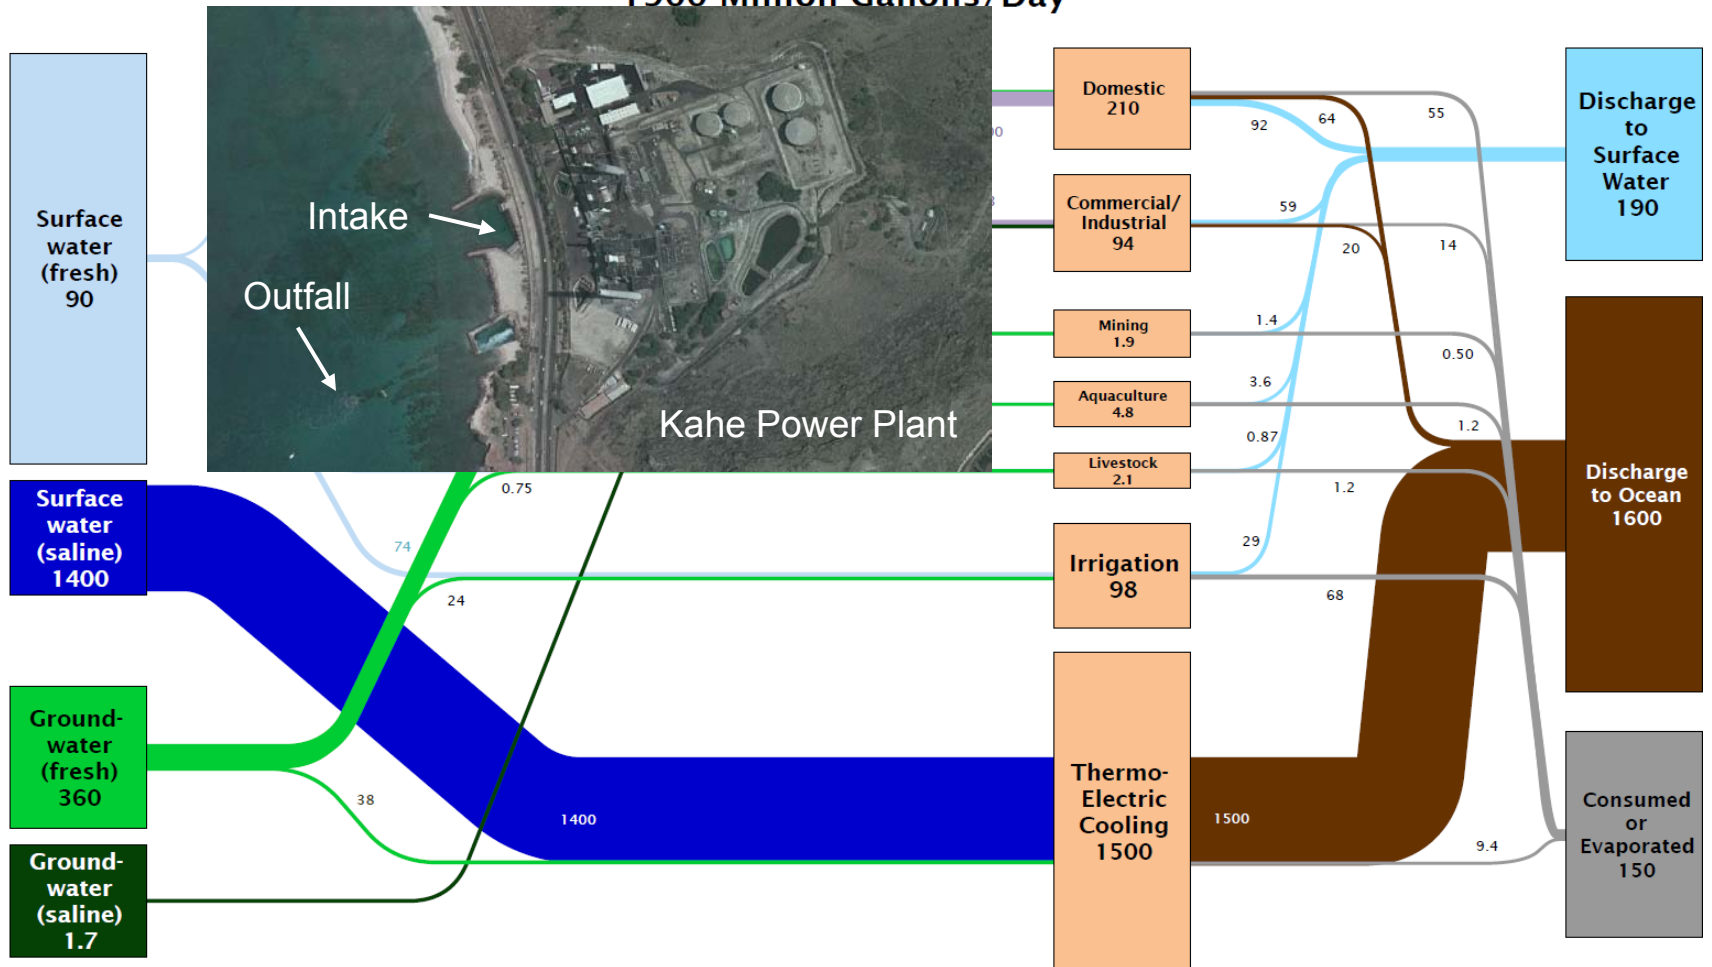 1900 Million Gallons/Day
Surface
water
(fresh)
90
Surface
water
(saline)
1400
Ground-
water
(fresh)
360
Ground-
water
(saline)
1.7
Intake
Outfall
Kahe Power Plant
74
0.75
24
38
1400
Domestic
210
Commercial/
Industrial
94
Mining
1.9
Aquaculture
4.8
Livestock
2.1
Irrigation
98
Thermo-
Electric
Cooling
1500
92
64
55
59
20
14
1.4
0.50
3.6
1.2
0.87
1.2
29
68
1500
9.4
Discharge
to
Surface
Water
190
Discharge
to Ocean
1600
Consumed
or
Evaporated
150